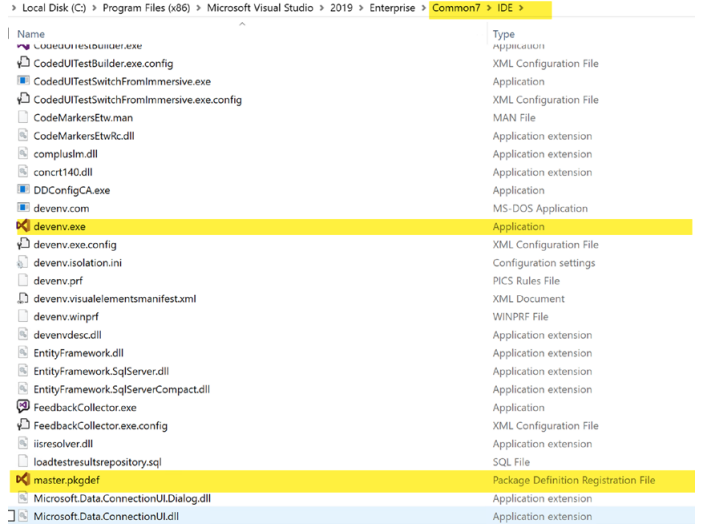 > Local Disk (C:) > Program Files (x86) > Microsoft Visual Studio > 2019 > Enterprise > Common7 > IDE >
Name Type
CodedUITestBuilder.exe Application
CodedUITestBuilder.exe.config XML Configuration File
CodedUITestSwitchFromImmersive.exe Application
CodedUITestSwitchFromImmersive.exe.config XML Configuration File
CodeMarkersEtw.man MAN File
CodeMarkersEtwRc.dll Application extension
compluslm.dll Application extension
concrt140.dll Application extension
DDConfigCA.exe Application
devenv.com MS-DOS Application
devenv.exe Application
devenv.exe.config XML Configuration File
devenv.isolation.ini Configuration settings
devenv.prf PICS Rules File
devenv.visualelementsmanifest.xml XML Document
devenv.winprf WINPRF File
devenvdesc.dll Application extension
EntityFramework.dll Application extension
EntityFramework.SqlServer.dll Application extension
EntityFramework.SqlServerCompact.dll Application extension
FeedbackCollector.exe Application
FeedbackCollector.exe.config XML Configuration File
iisresolver.dll Application extension
loadtestresultsrepository.sql SQL File
master.pkgdef Package Definition Registration File
Microsoft.Data.ConnectionUI.Dialog.dll Application extension
Microsoft.Data.ConnectionUI.dll Application extension